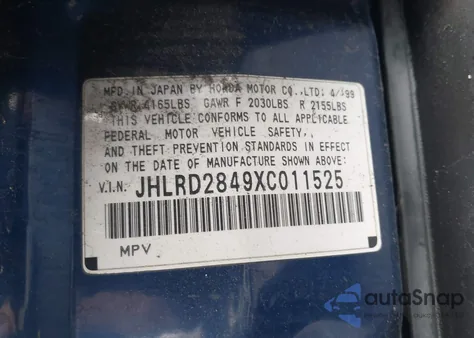 MFD. IN JAPAN BY HONDA MOTOR CO.,LTD: 4/'99
GVWR 4165LBS GAWR F 2030LBS R 2155LBS
THIS VEHICLE CONFORMS TO ALL APPLICABLE
FEDERAL MOTOR VEHICLE SAFETY,
AND THEFT PREVENTION STANDARDS IN EFFECT
ON THE DATE OF MANUFACTURE SHOWN ABOVE:
V.I.N: JHLRD2849XC011525
MPV
autoSnap